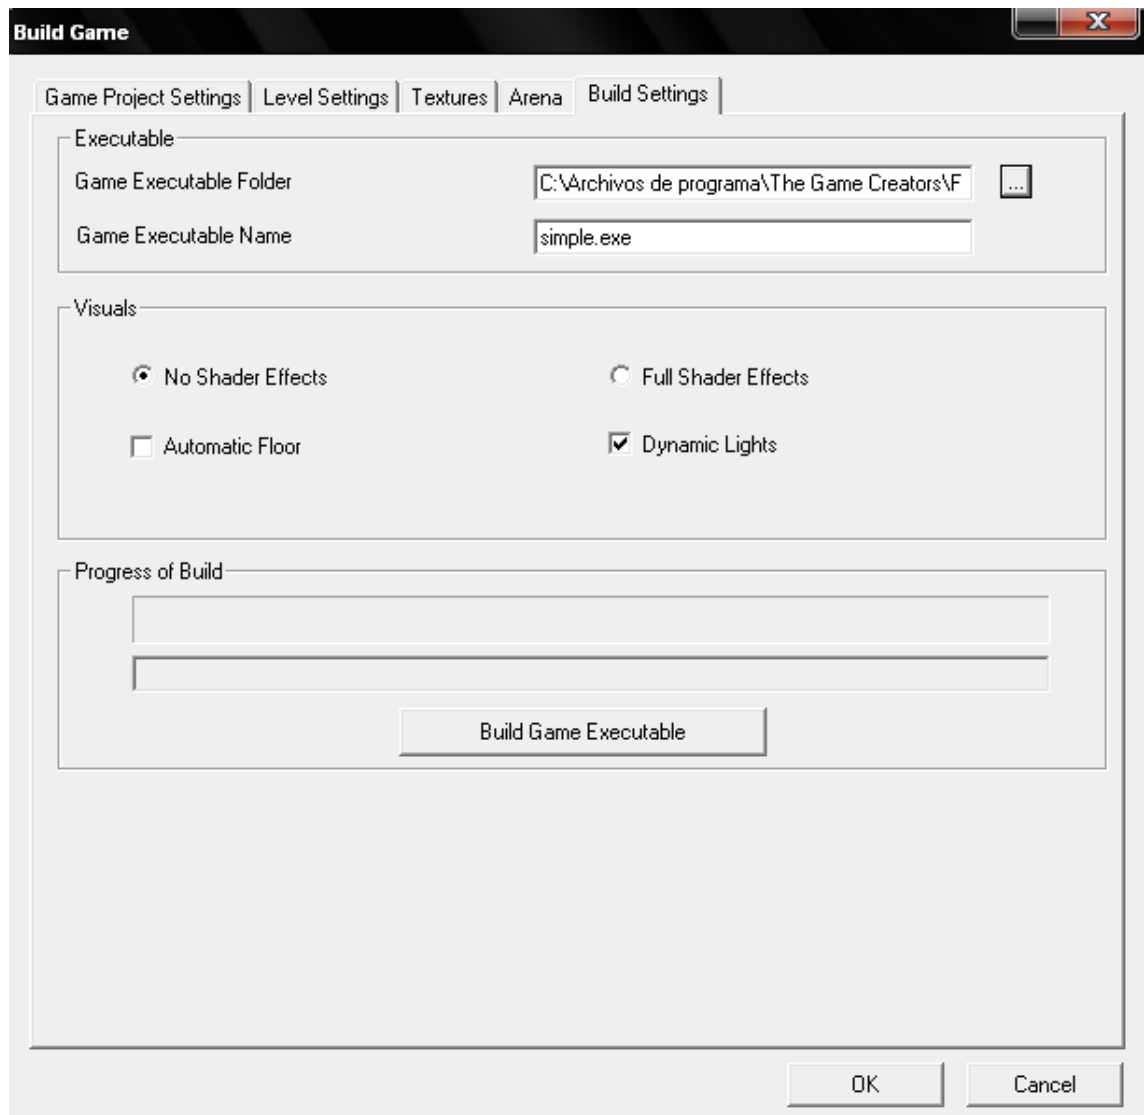 Build Game
Game Project Settings
Level Settings
Textures
Arena
Build Settings
Executable
Game Executable Folder
C:\Archivos de programa\The Game Creators\F
...
Game Executable Name
simple.exe
Visuals
No Shader Effects
Full Shader Effects
Automatic Floor
Dynamic Lights
Progress of Build
Build Game Executable
OK
Cancel